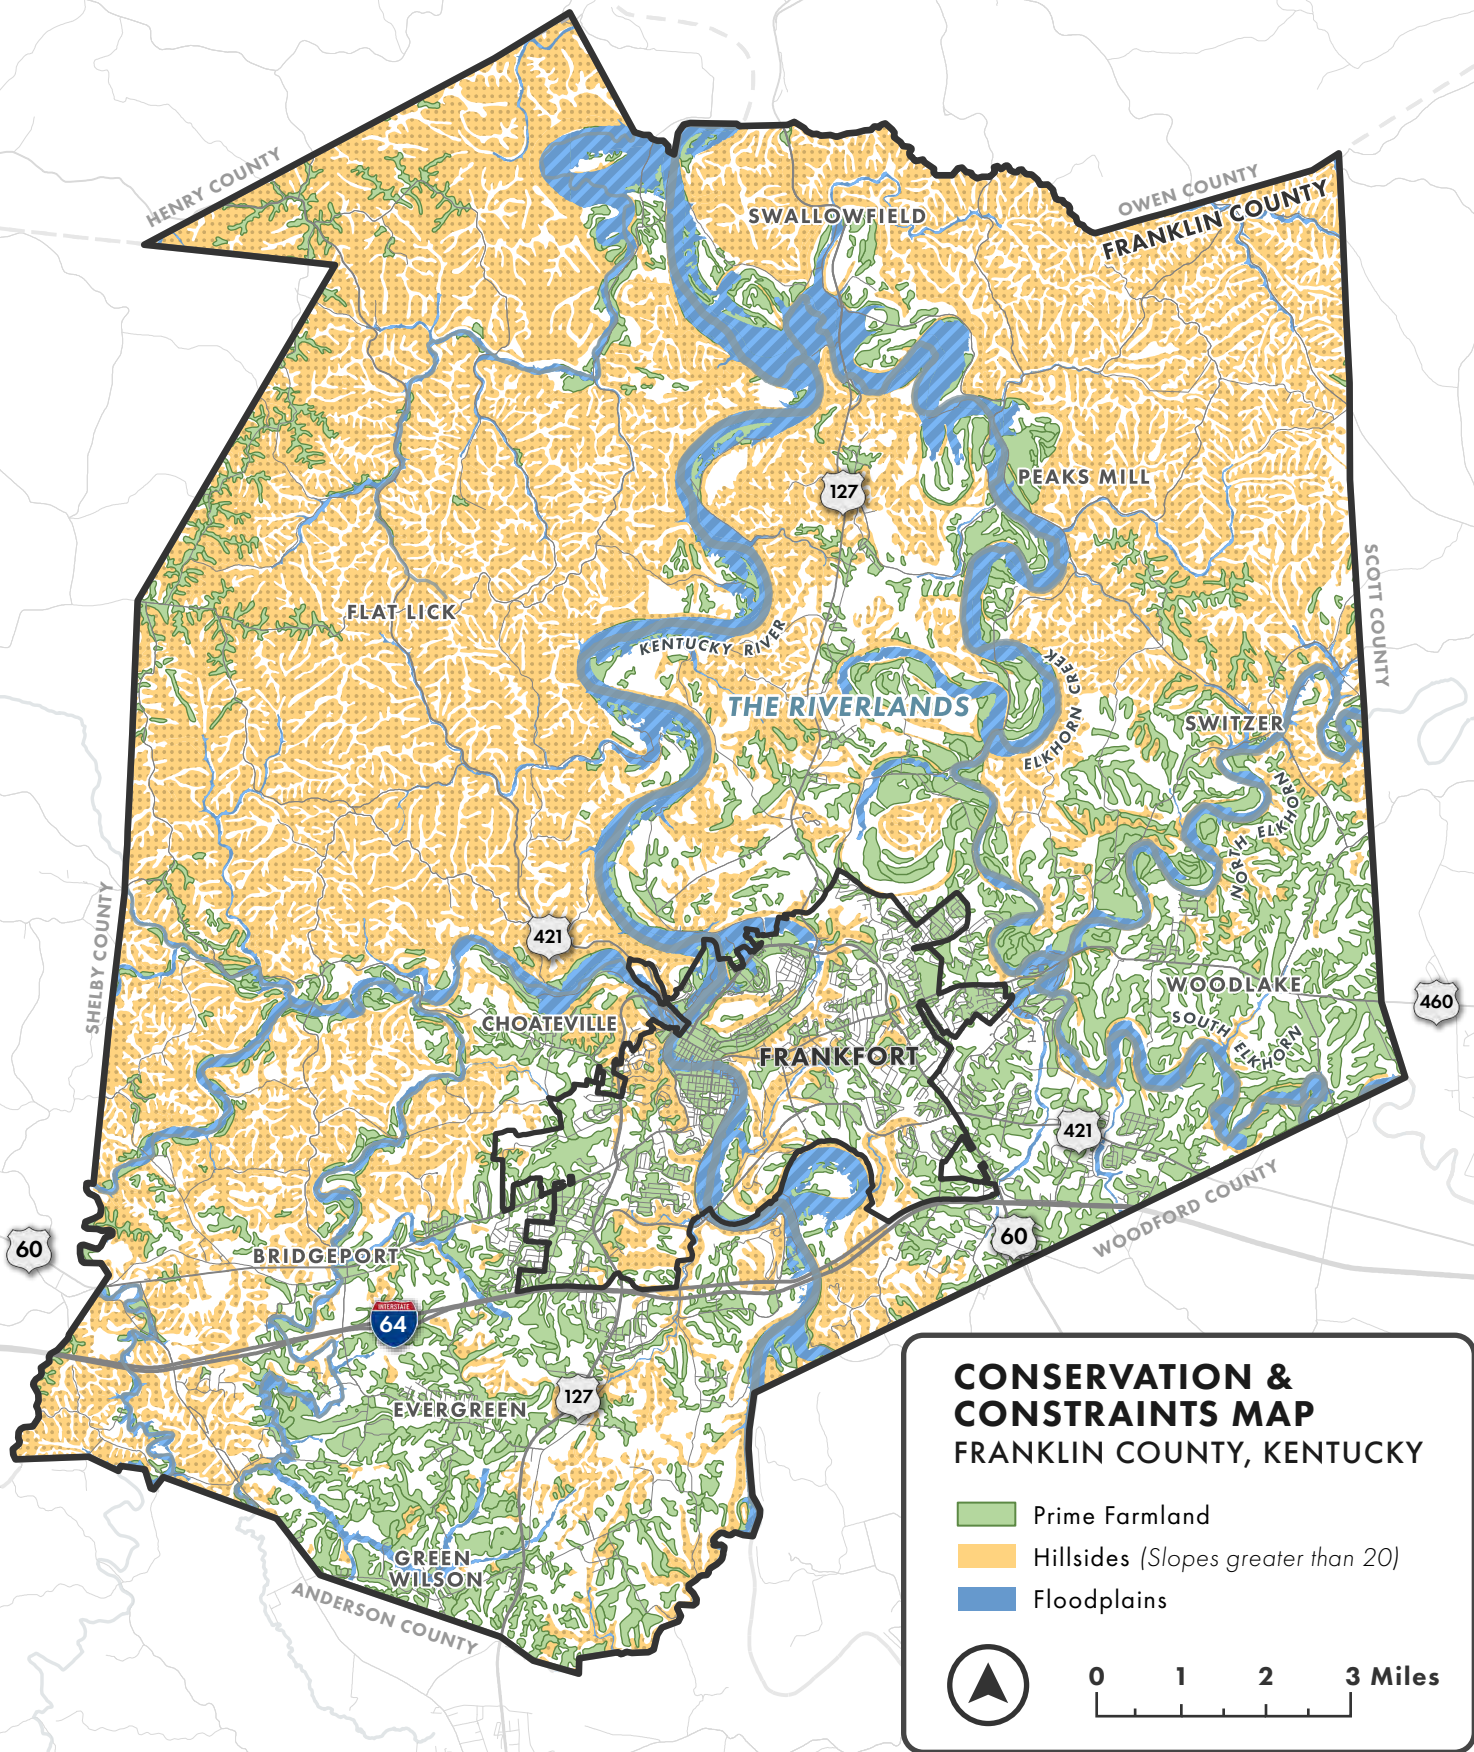 HENRY COUNTY
OWEN COUNTY
FRANKLIN COUNTY
SWALLOWFIELD
127
PEAKS MILL
SCOTT COUNTY
FLAT LICK
KENTUCKY RIVER
ELKHORN CREEK
THE RIVERLANDS
SWITZER
NORTH ELKHORN
SHELBY COUNTY
421
WOODLAKE
460
CHOATEVILLE
SOUTH ELKHORN
FRANKFORT
421
WOODFORD COUNTY
60
60
BRIDGEPORT
INTERSTATE
64
127
EVERGREEN
GREEN
WILSON
ANDERSON COUNTY
CONSERVATION &
CONSTRAINTS MAP
FRANKLIN COUNTY, KENTUCKY
Prime Farmland
Hillsides (Slopes greater than 20)
Floodplains
0 1 2 3 Miles